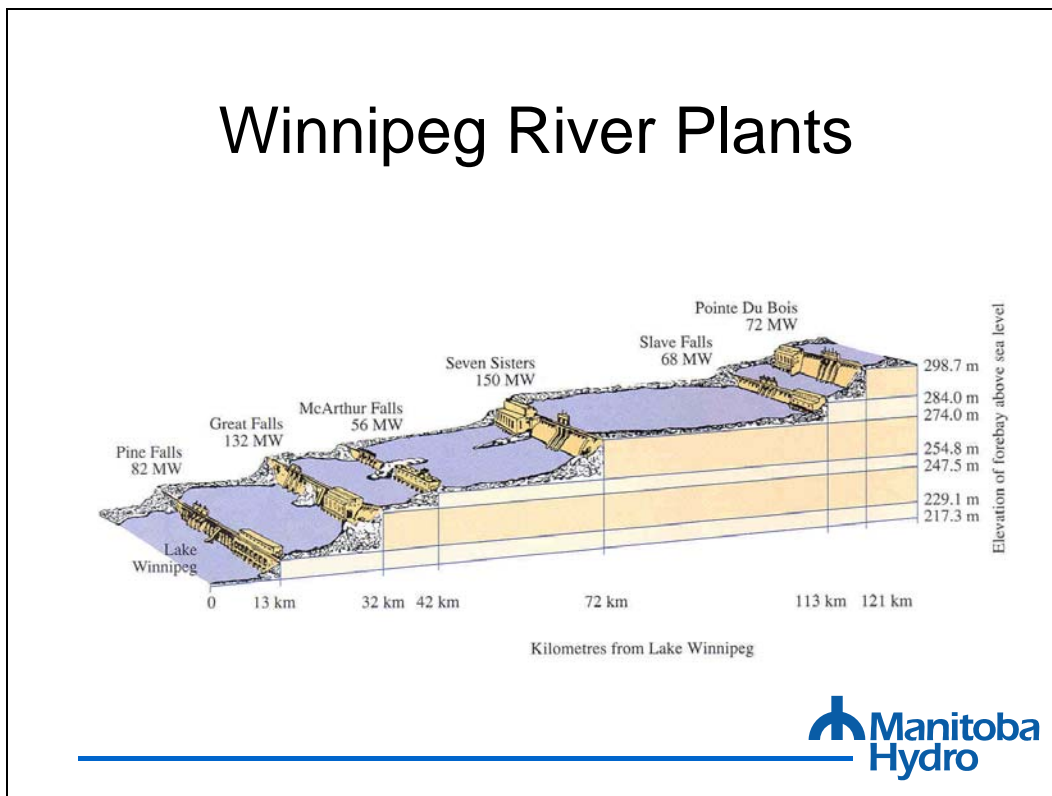 Winnipeg River Plants
Pointe Du Bois
72 MW
Slave Falls
68 MW
Seven Sisters
150 MW
McArthur Falls
56 MW
Great Falls
132 MW
Pine Falls
82 MW
Lake
Winnipeg
298.7 m
284.0 m
274.0 m
254.8 m
247.5 m
229.1 m
217.3 m
Elevation of forebay above sea level
0 13 km 32 km 42 km 72 km 113 km 121 km
Kilometres from Lake Winnipeg
Manitoba
Hydro